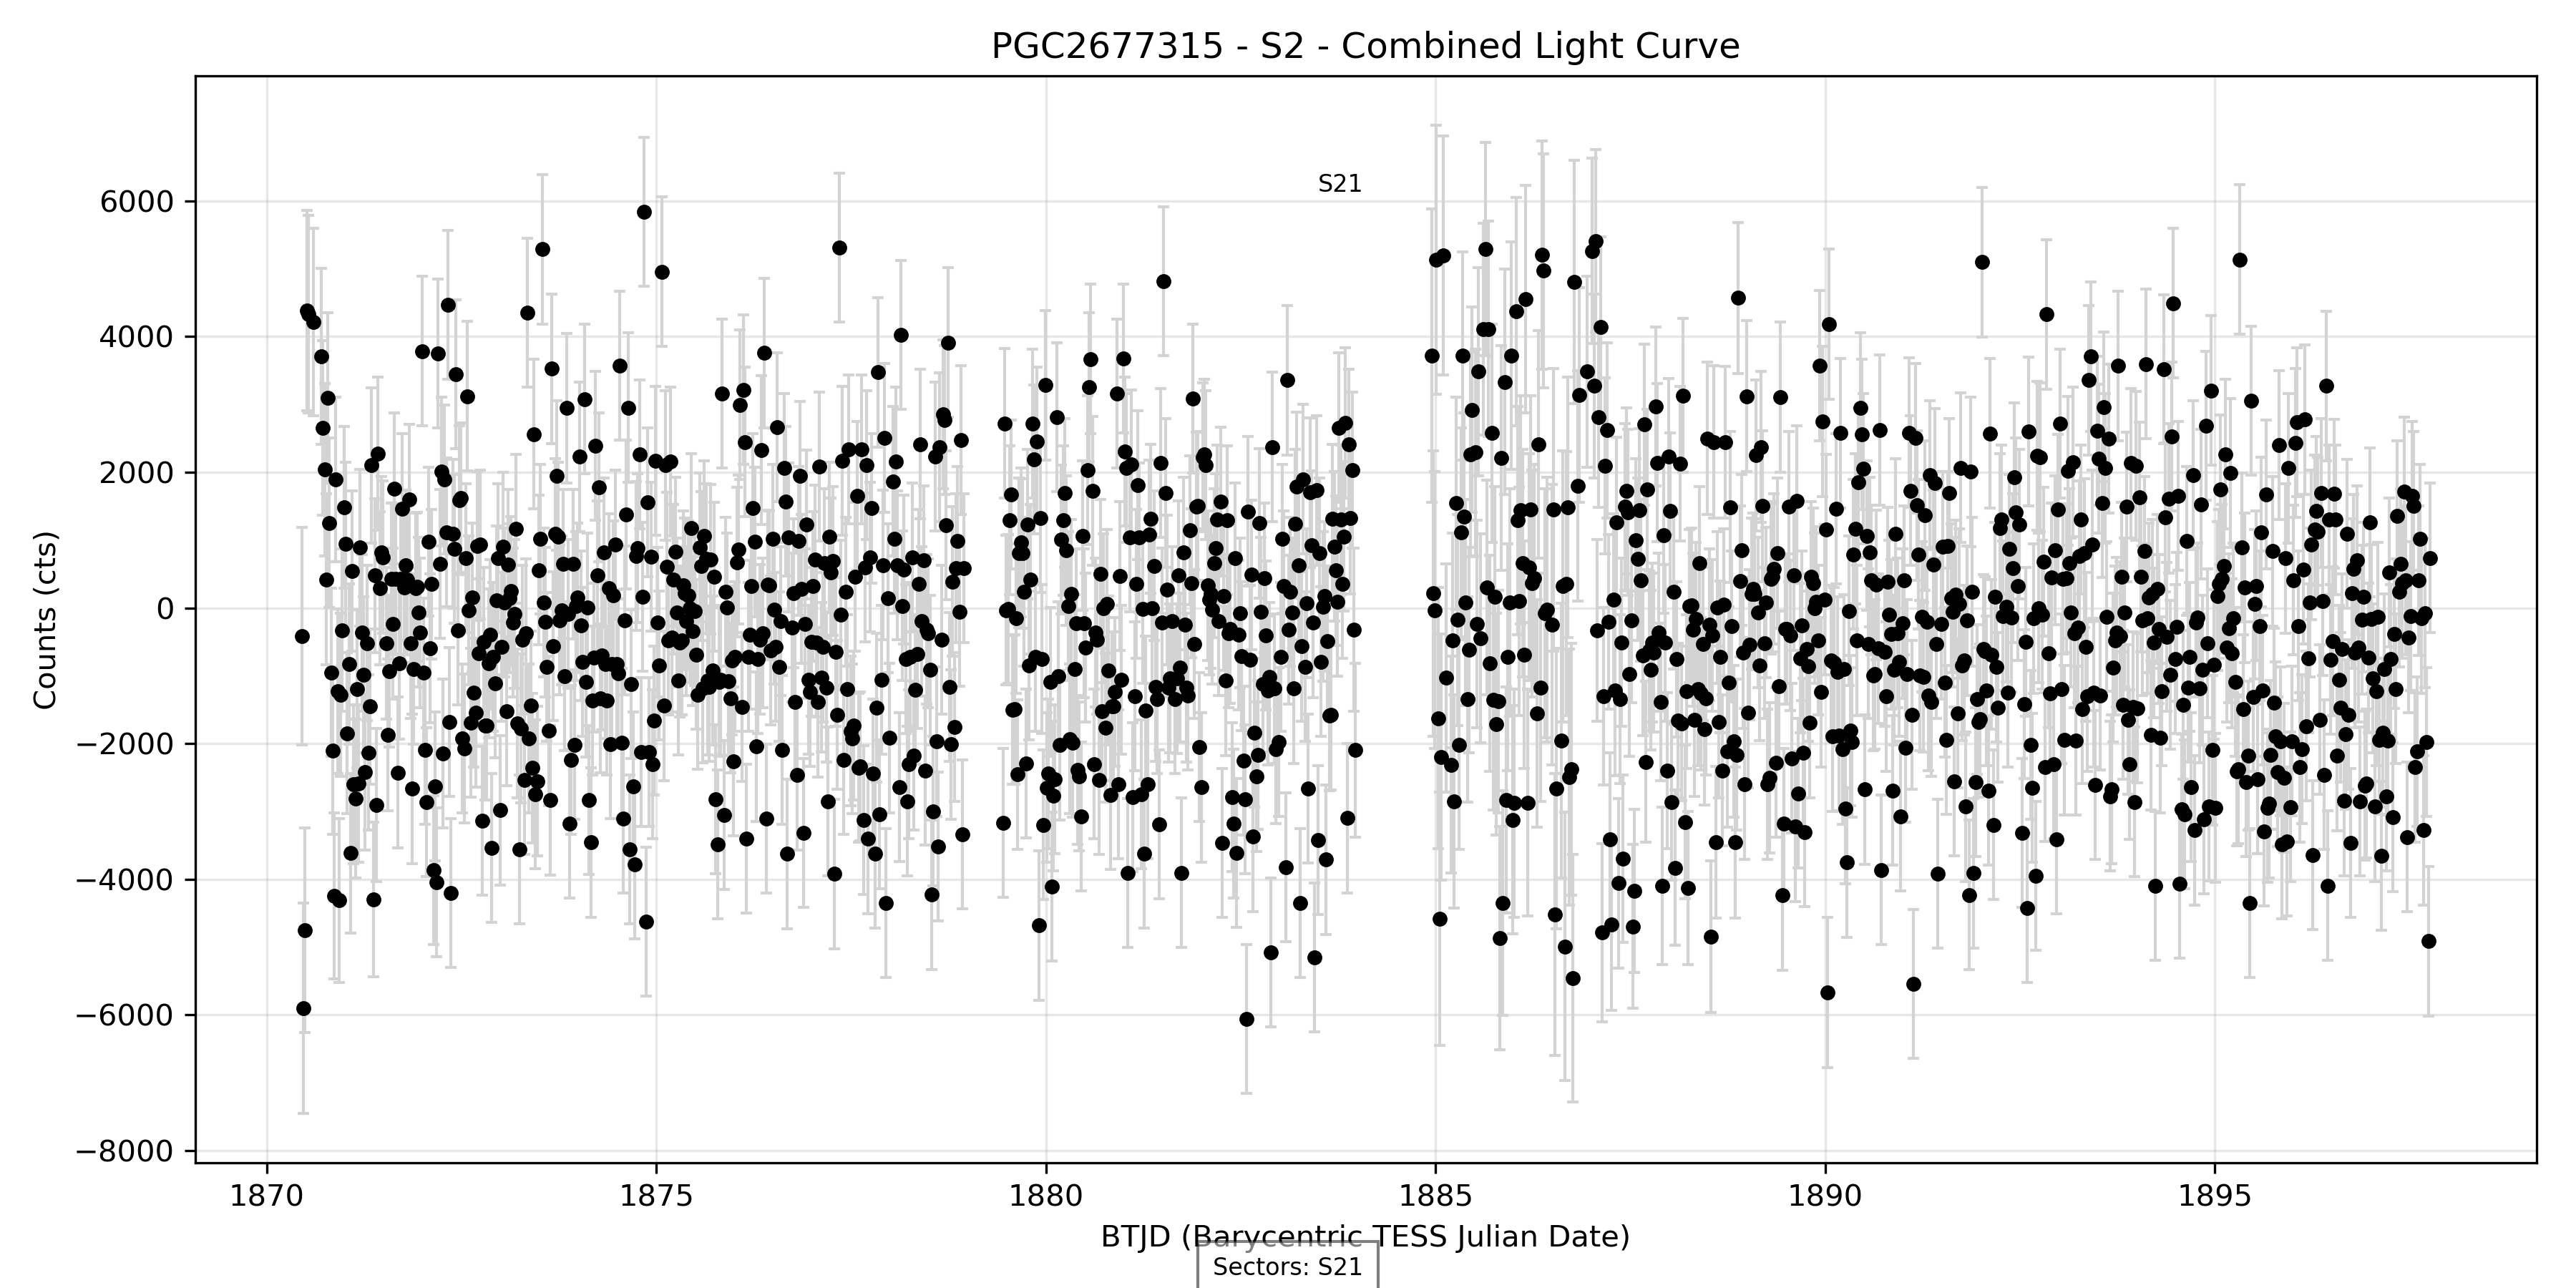 PGC2677315 - S2 - Combined Light Curve
S21
Counts (cts)
6000
4000
2000
0
−2000
−4000
−6000
−8000
1870 1875 1880 1885 1890 1895
BTJD (Barycentric TESS Julian Date)
Sectors: S21